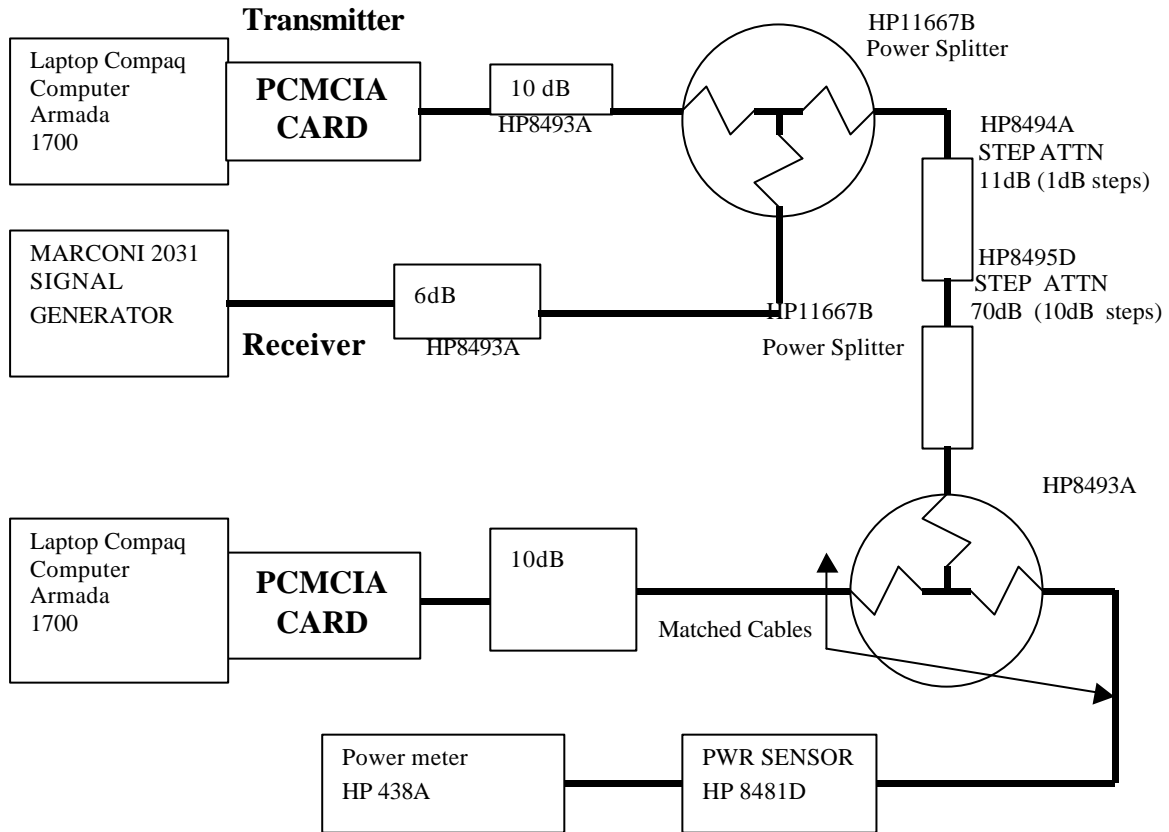 Transmitter
HP11667B
Power Splitter
Laptop Compaq
Computer
Armada
1700
PCMCIA
CARD
10 dB
HP8493A
HP8494A
STEP ATTN
11dB (1dB steps)
MARCONI 2031
SIGNAL
GENERATOR
6dB
HP8493A
Receiver
HP11667B
Power Splitter
HP8495D
STEP ATTN
70dB (10dB steps)
HP8493A
Laptop Compaq
Computer
Armada
1700
PCMCIA
CARD
10dB
Matched Cables
Power meter
HP 438A
PWR SENSOR
HP 8481D